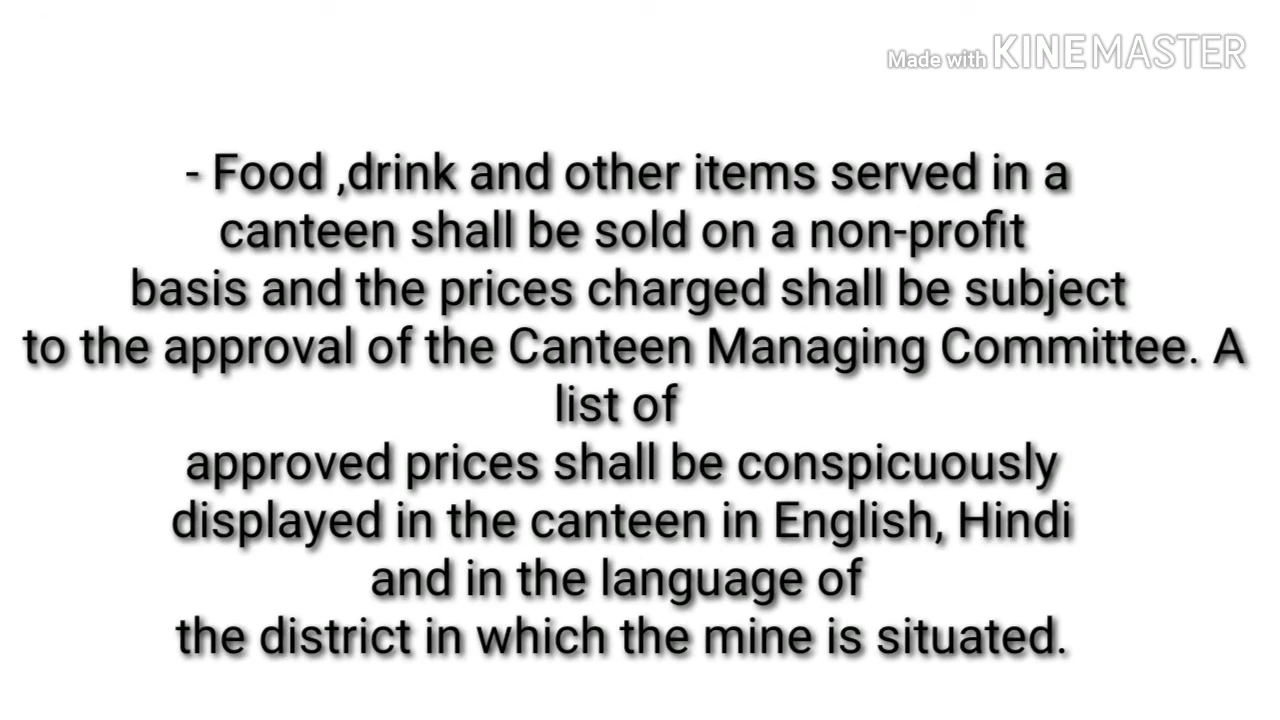 Made with KINEMASTER
- Food ,drink and other items served in a
canteen shall be sold on a non-profit
basis and the prices charged shall be subject
to the approval of the Canteen Managing Committee. A
list of
approved prices shall be conspicuously
displayed in the canteen in English, Hindi
and in the language of
the district in which the mine is situated.